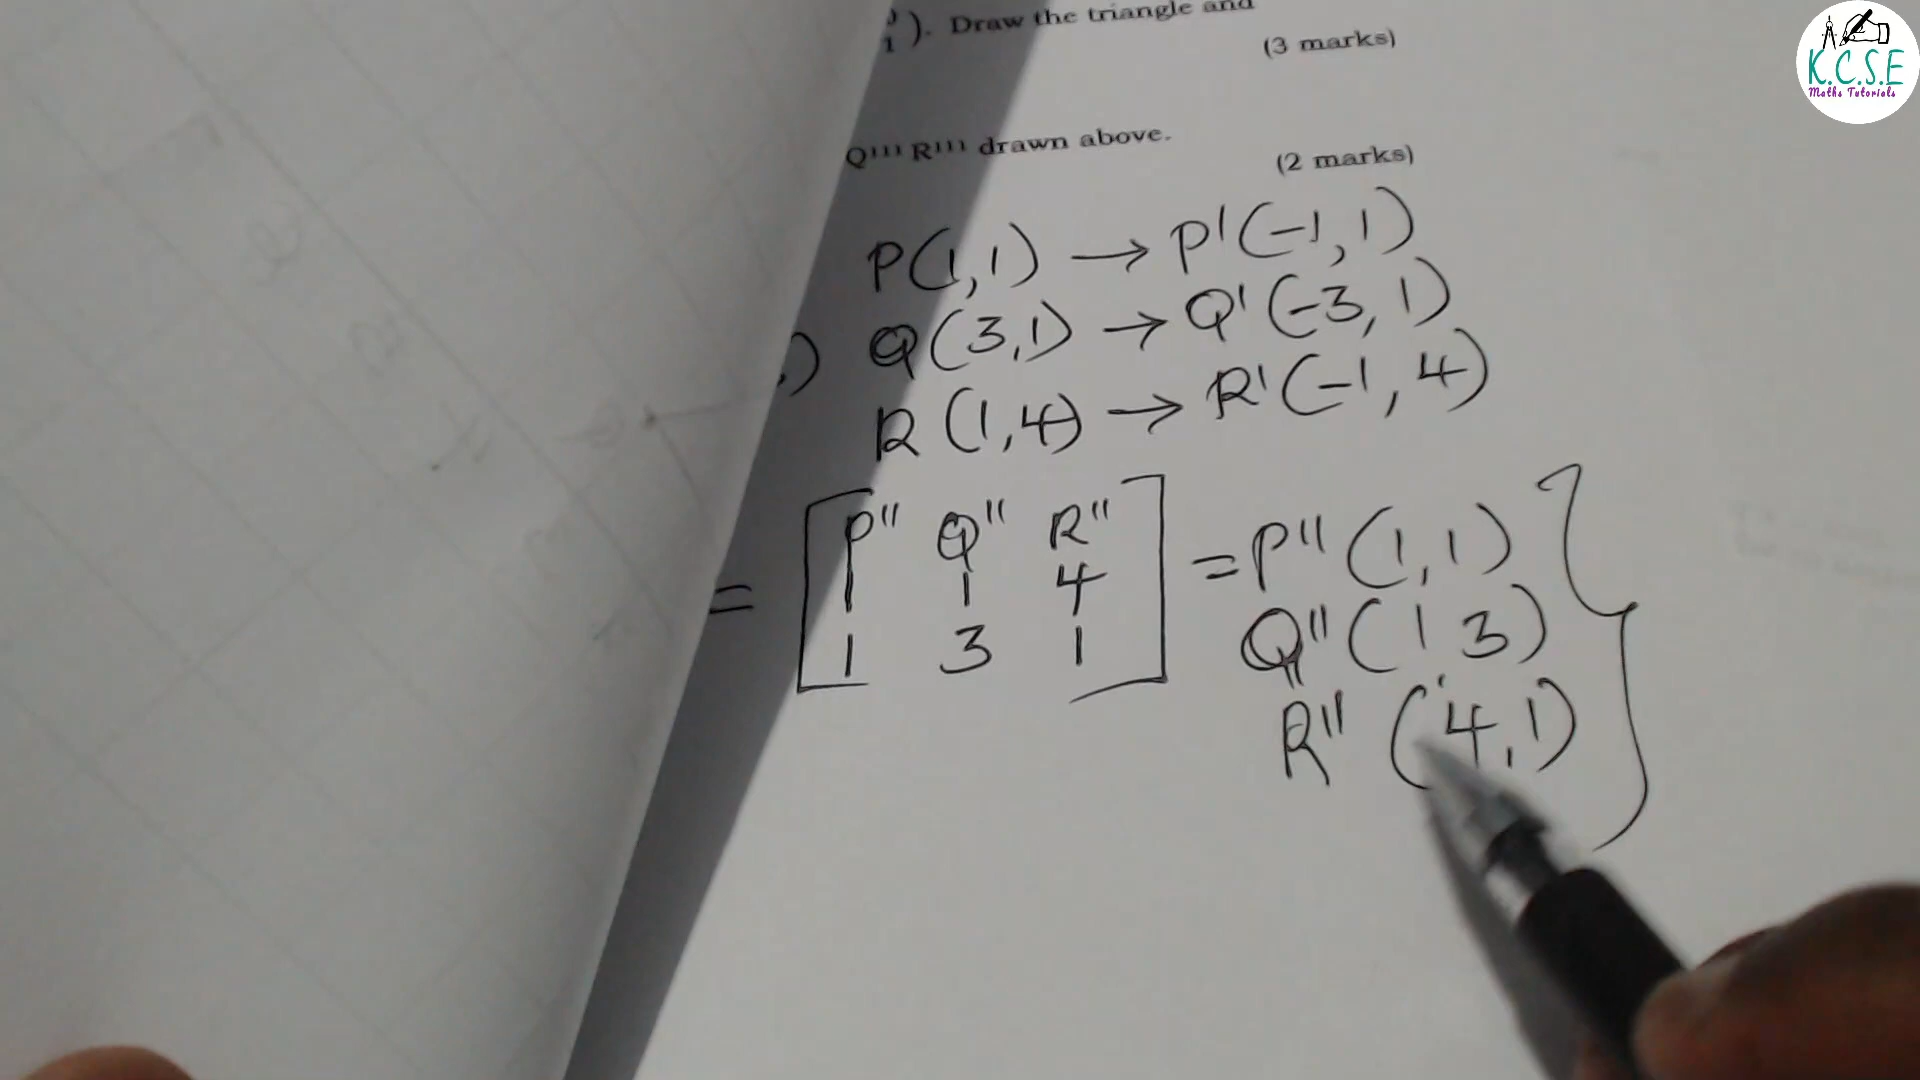 1 ). Draw the triangle and
(3 marks)
Q''' R''' drawn above.
(2 marks)
P(1,1) → P'(-1,1)
Q(3,1) → Q'(-3,1)
R(1,4) → R'(-1,4)
P'' Q'' R''
= 1 1 4 = P''(1,1)
1 3 1 Q''(1,3)
R''(4,1)
K.C.S.E
Maths Tutorials